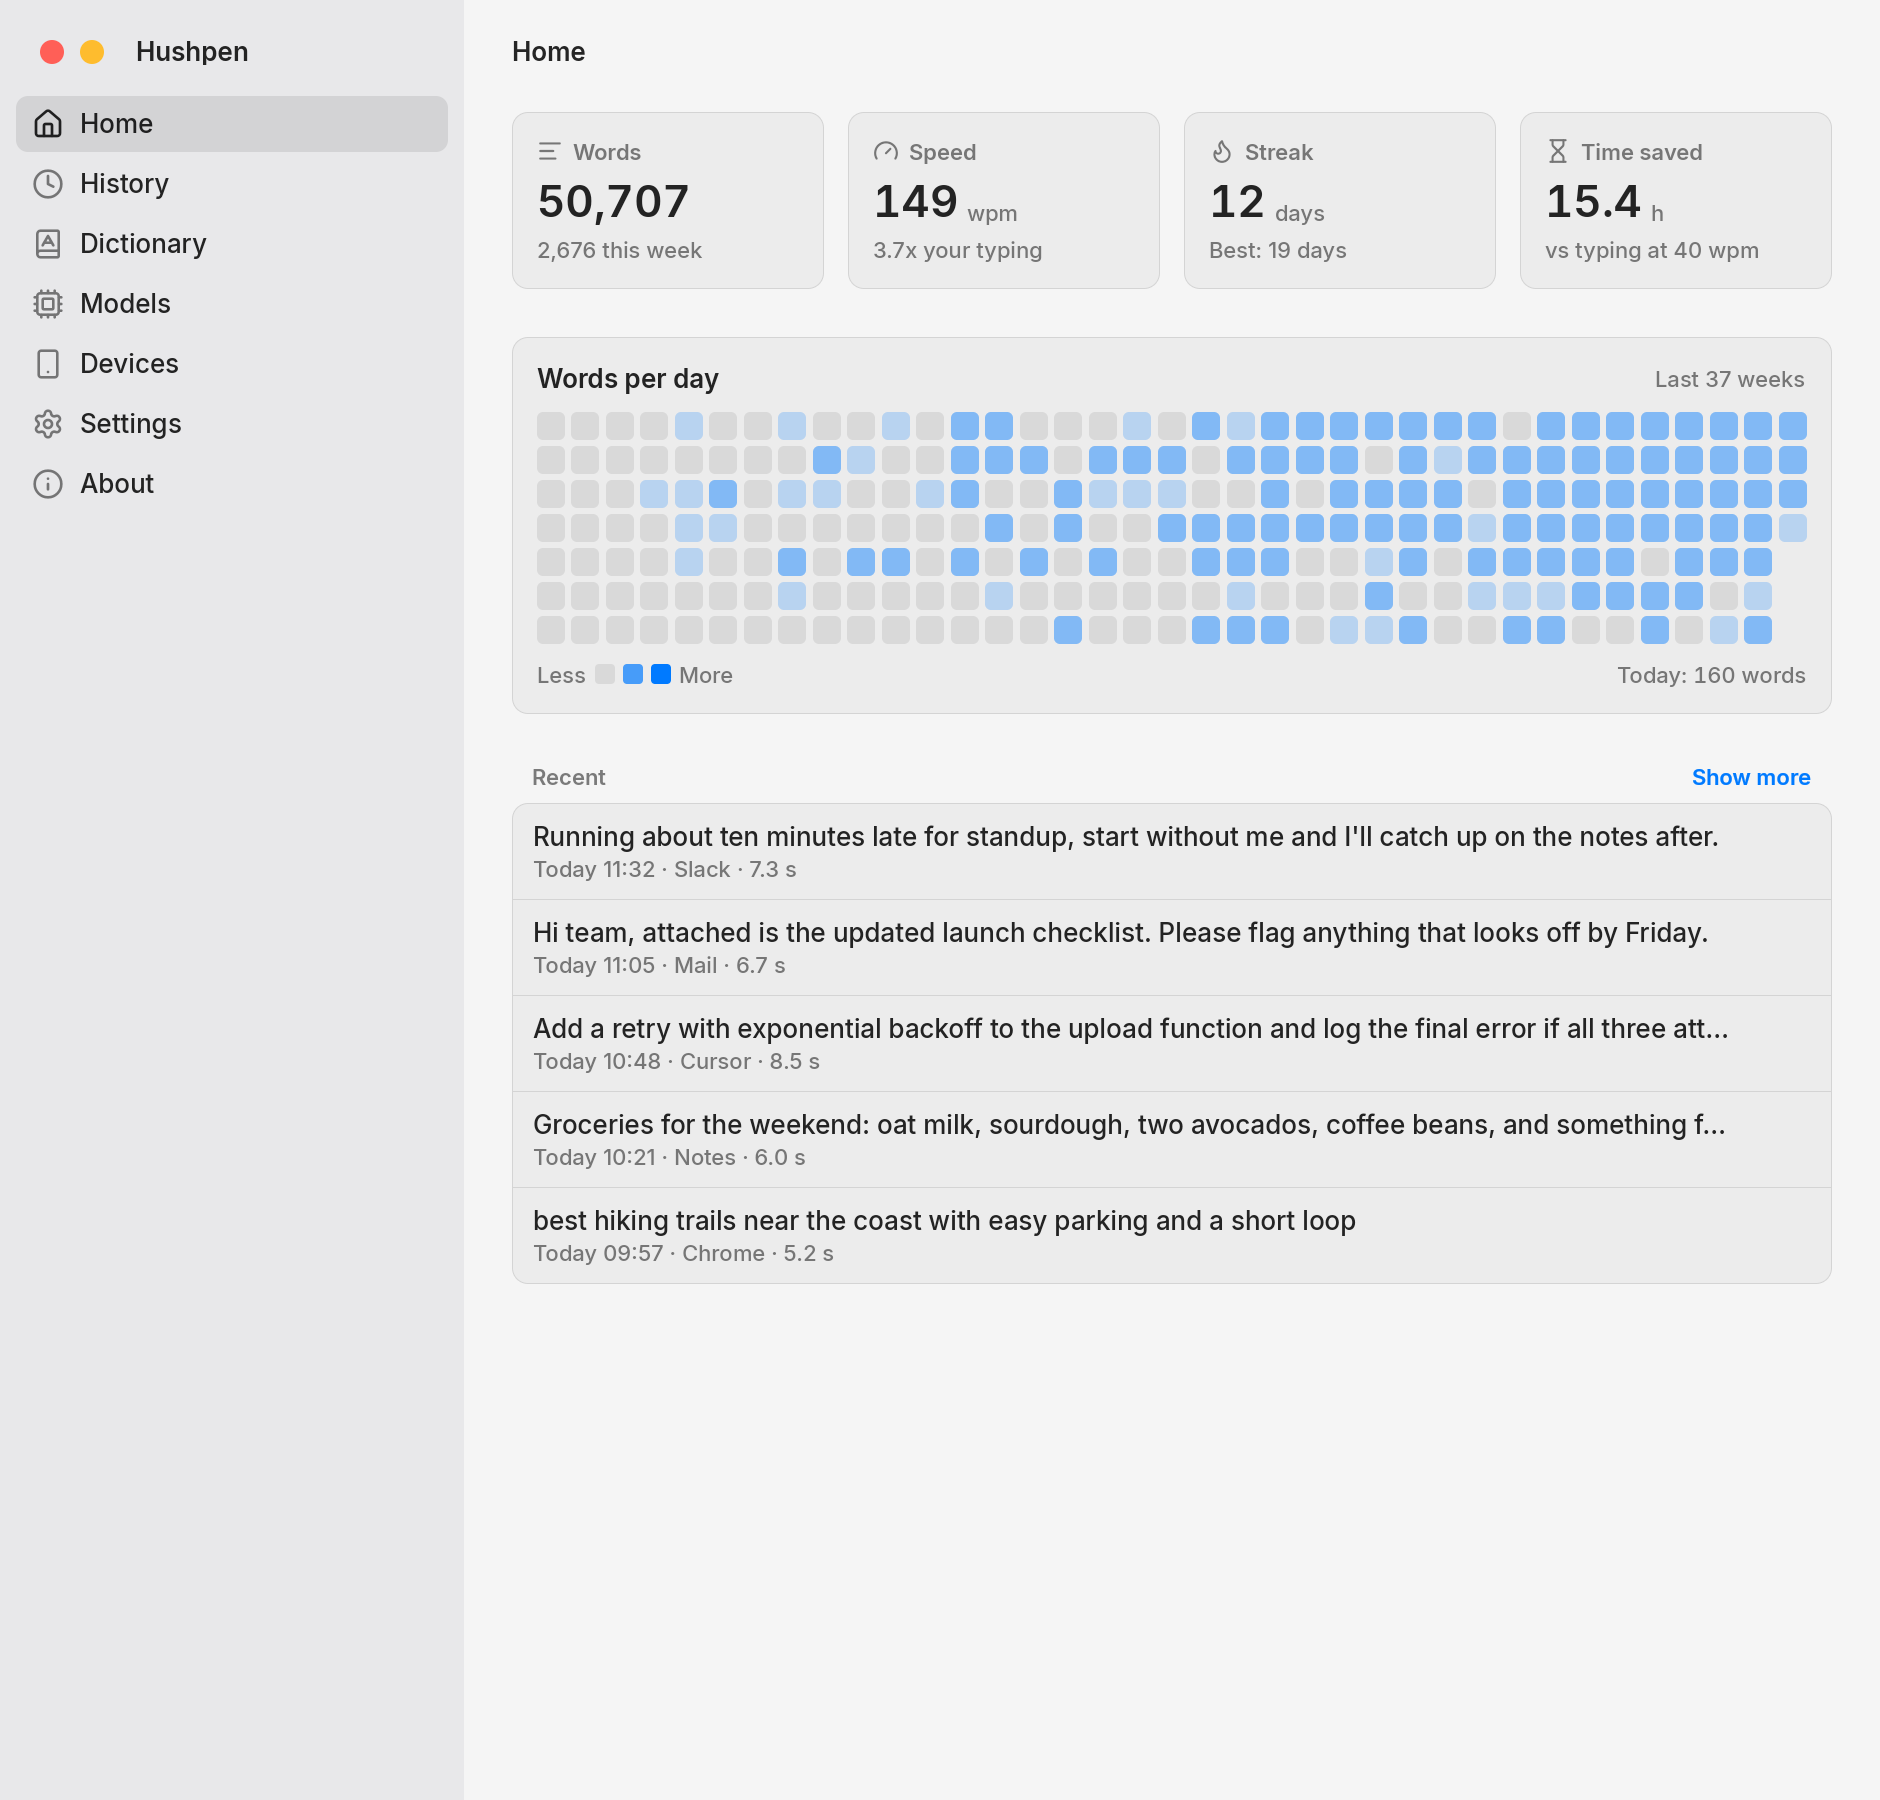 Hushpen
Home
History
Dictionary
Models
Devices
Settings
About
Home
Words
50,707
2,676 this week
Speed
149 wpm
3.7x your typing
Streak
12 days
Best: 19 days
Time saved
15.4 h
vs typing at 40 wpm
Words per day
Last 37 weeks
Less
More
Today: 160 words
Recent
Show more
Running about ten minutes late for standup, start without me and I'll catch up on the notes after.
Today 11:32 · Slack · 7.3 s
Hi team, attached is the updated launch checklist. Please flag anything that looks off by Friday.
Today 11:05 · Mail · 6.7 s
Add a retry with exponential backoff to the upload function and log the final error if all three att...
Today 10:48 · Cursor · 8.5 s
Groceries for the weekend: oat milk, sourdough, two avocados, coffee beans, and something f...
Today 10:21 · Notes · 6.0 s
best hiking trails near the coast with easy parking and a short loop
Today 09:57 · Chrome · 5.2 s